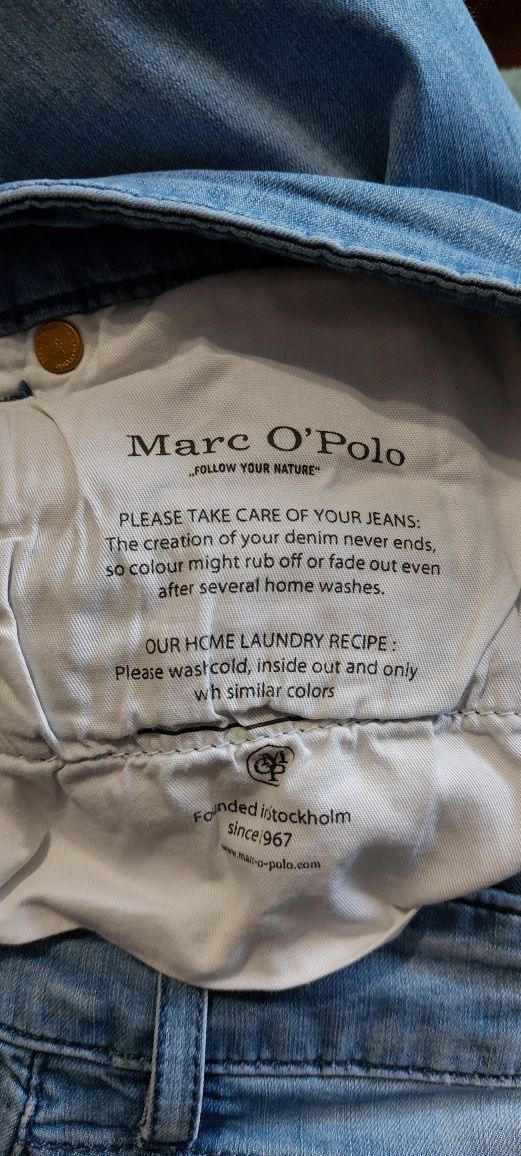 Marc O'Polo
„FOLLOW YOUR NATURE"
PLEASE TAKE CARE OF YOUR JEANS:
The creation of your denim never ends,
so colour might rub off or fade out even
after several home washes.
OUR HOME LAUNDRY RECIPE :
Please wash cold, inside out and only
wh similar colors
MOP
Founded in Stockholm
since 1967
www.marc-o-polo.com